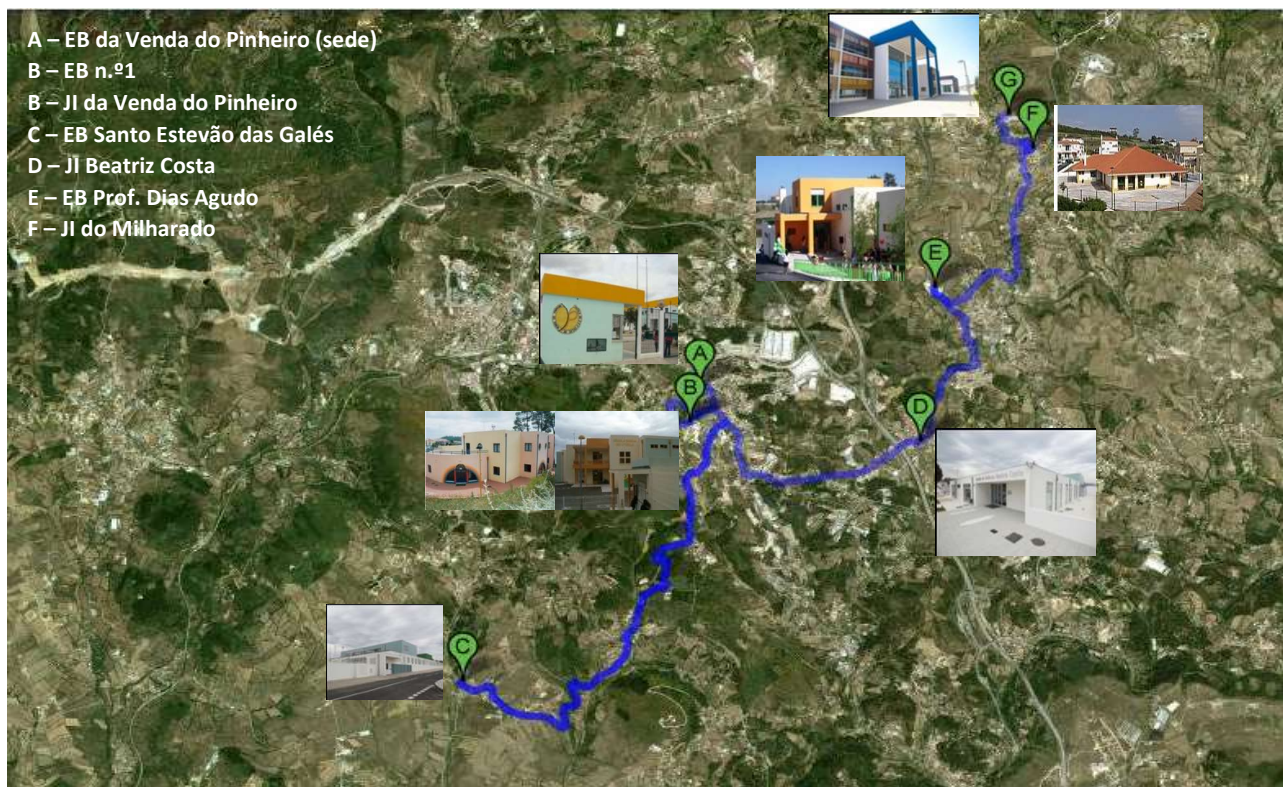 A – EB da Venda do Pinheiro (sede)
B – EB n.º1
B – JI da Venda do Pinheiro
C – EB Santo Estevão das Galés
D – JI Beatriz Costa
E – EB Prof. Dias Agudo
F – JI do Milharado
G
F
E
A
B
D
C